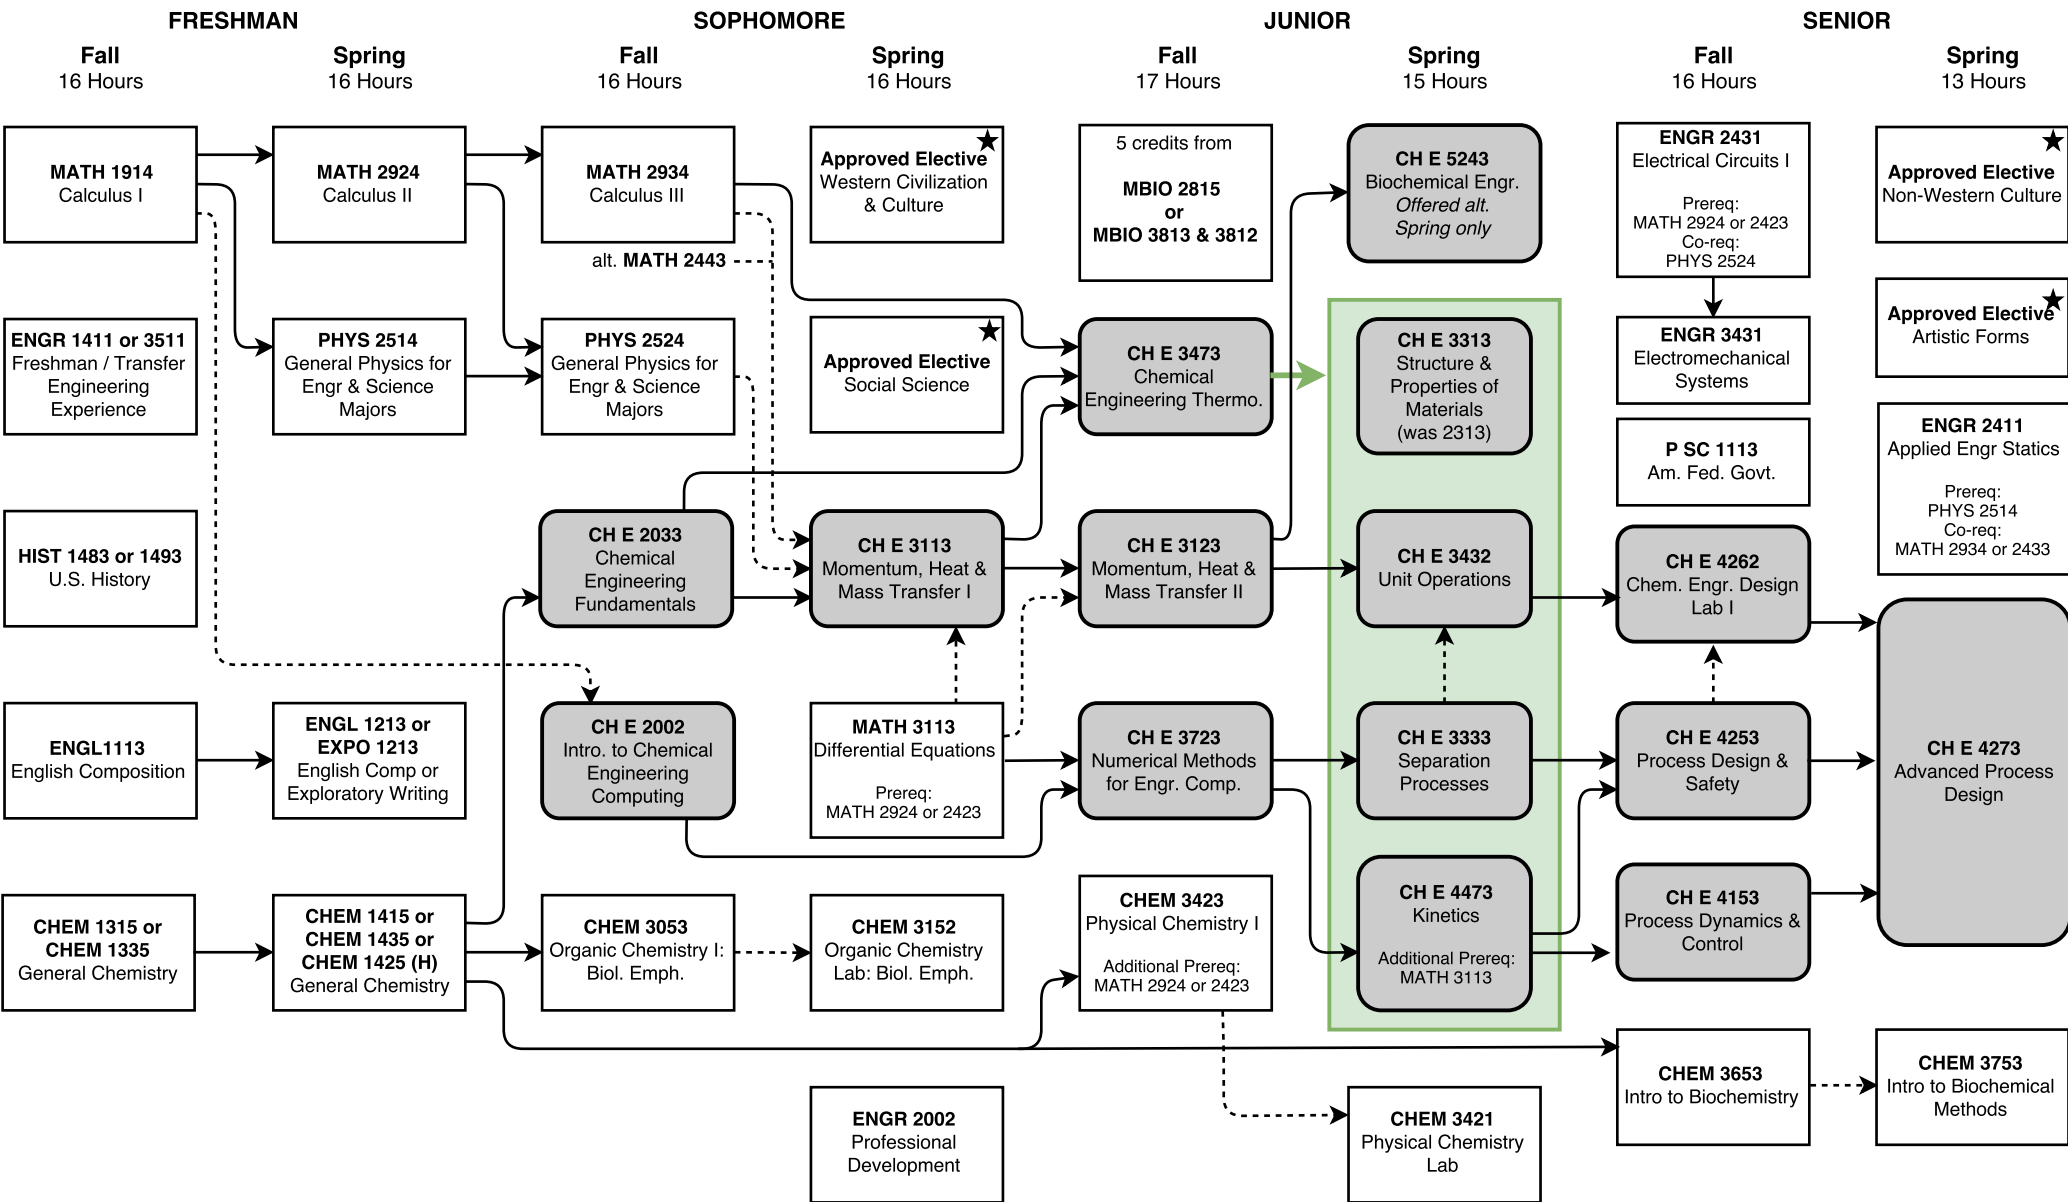 FRESHMAN
SOPHOMORE
JUNIOR
SENIOR
Fall
16 Hours
Spring
16 Hours
Fall
16 Hours
Spring
16 Hours
Fall
17 Hours
Spring
15 Hours
Fall
16 Hours
Spring
13 Hours
MATH 1914
Calculus I
ENGR 1411 or 3511
Freshman / Transfer
Engineering
Experience
HIST 1483 or 1493
U.S. History
ENGL1113
English Composition
CHEM 1315 or
CHEM 1335
General Chemistry
MATH 2924
Calculus II
PHYS 2514
General Physics for
Engr & Science
Majors
ENGL 1213 or
EXPO 1213
English Comp or
Exploratory Writing
CHEM 1415 or
CHEM 1435 or
CHEM 1425 (H)
General Chemistry
MATH 2934
Calculus III
alt. MATH 2443
PHYS 2524
General Physics for
Engr & Science
Majors
CH E 2033
Chemical
Engineering
Fundamentals
CH E 2002
Intro. to Chemical
Engineering
Computing
CHEM 3053
Organic Chemistry I:
Biol. Emph.
Approved Elective
Western Civilization
& Culture
Approved Elective
Social Science
CH E 3113
Momentum, Heat &
Mass Transfer I
MATH 3113
Differential Equations
Prereq:
MATH 2924 or 2423
CHEM 3152
Organic Chemistry
Lab: Biol. Emph.
ENGR 2002
Professional
Development
5 credits from
MBIO 2815
or
MBIO 3813 & 3812
CH E 3473
Chemical
Engineering Thermo.
CH E 3123
Momentum, Heat &
Mass Transfer II
CH E 3723
Numerical Methods
for Engr. Comp.
CHEM 3423
Physical Chemistry I
Additional Prereq:
MATH 2924 or 2423
CH E 5243
Biochemical Engr.
Offered alt.
Spring only
CH E 3313
Structure &
Properties of
Materials
(was 2313)
CH E 3432
Unit Operations
CH E 3333
Separation
Processes
CH E 4473
Kinetics
Additional Prereq:
MATH 3113
CHEM 3421
Physical Chemistry
Lab
ENGR 2431
Electrical Circuits I
Prereq:
MATH 2924 or 2423
Co-req:
PHYS 2524
ENGR 3431
Electromechanical
Systems
P SC 1113
Am. Fed. Govt.
CH E 4262
Chem. Engr. Design
Lab I
CH E 4253
Process Design &
Safety
CH E 4153
Process Dynamics &
Control
CHEM 3653
Intro to Biochemistry
Approved Elective
Non-Western Culture
Approved Elective
Artistic Forms
ENGR 2411
Applied Engr Statics
Prereq:
PHYS 2514
Co-req:
MATH 2934 or 2433
CH E 4273
Advanced Process
Design
CHEM 3753
Intro to Biochemical
Methods